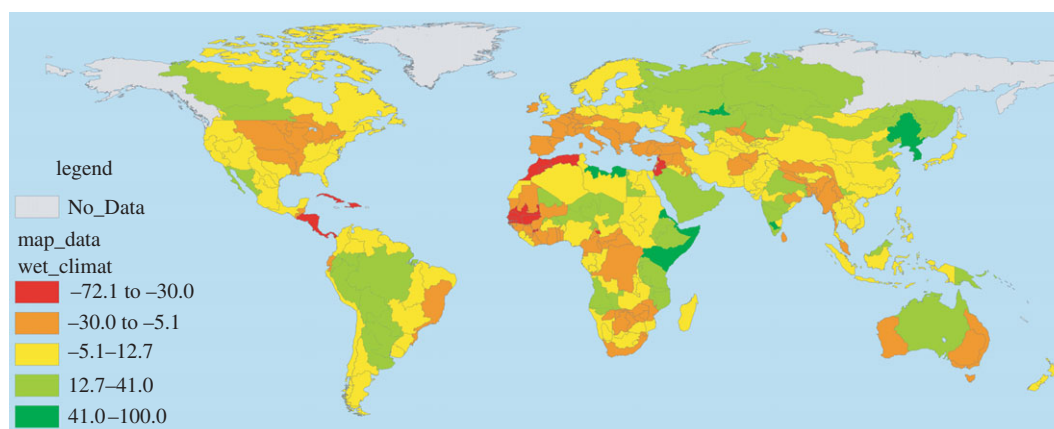 legend
No_Data
map_data
wet_climat
–72.1 to –30.0
–30.0 to –5.1
–5.1–12.7
12.7–41.0
41.0–100.0